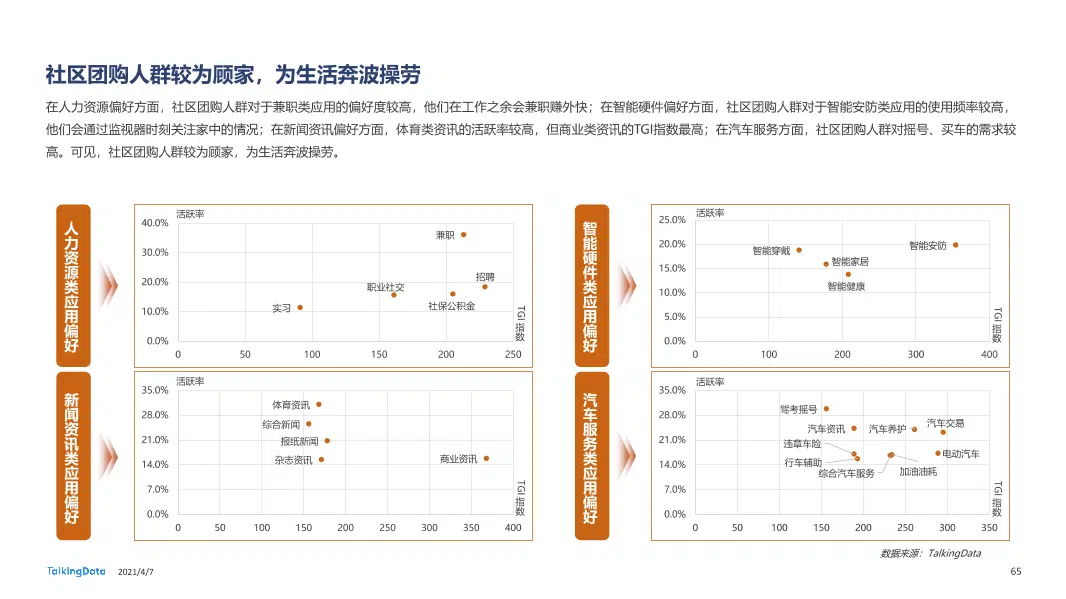 社区团购人群较为顾家，为生活奔波操劳
在人力资源偏好方面，社区团购人群对于兼职类应用的偏好度较高，他们在工作之余会兼职赚外快；在智能硬件偏好方面，社区团购人群对于智能安防类应用的使用频率较高，
他们会通过监视器时刻关注家中的情况；在新闻资讯偏好方面，体育类资讯的活跃率较高，但商业类资讯的TGI指数最高；在汽车服务方面，社区团购人群对摇号、买车的需求较
高。可见，社区团购人群较为顾家，为生活奔波操劳。
人力资源类应用偏好
活跃率
40.0%
30.0%
20.0%
10.0%
0.0%
兼职
招聘
职业社交
社保公积金
实习
TGI指数
0 50 100 150 200 250
智能硬件类应用偏好
活跃率
25.0%
20.0%
15.0%
10.0%
5.0%
0.0%
智能安防
智能穿戴
智能家居
智能健康
TGI指数
0 100 200 300 400
新闻资讯类应用偏好
活跃率
35.0%
28.0%
21.0%
14.0%
7.0%
0.0%
体育资讯
综合新闻
报纸新闻
杂志资讯
商业资讯
TGI指数
0 50 100 150 200 250 300 350 400
汽车服务类应用偏好
活跃率
35.0%
28.0%
21.0%
14.0%
7.0%
0.0%
驾考摇号
汽车资讯
汽车养护
汽车交易
违章车险
电动汽车
行车辅助
综合汽车服务
加油油耗
TGI指数
0 50 100 150 200 250 300 350
数据来源：TalkingData
TalkingData
2021/4/7
65